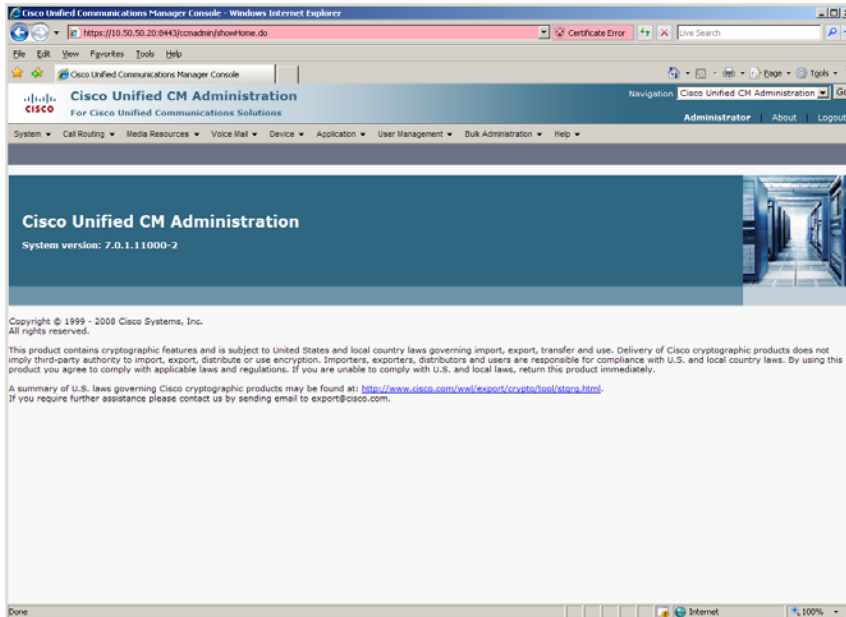 Cisco Unified Communications Manager Console - Windows Internet Explorer
https://10.50.50.20:8443/ccmadmin/showHome.do
Certificate Error
Live Search
File Edit View Favorites Tools Help
Cisco Unified Communications Manager Console
Page Tools
CISCO
Cisco Unified CM Administration
For Cisco Unified Communications Solutions
Navigation Cisco Unified CM Administration Go
Administrator | About | Logout
System Call Routing Media Resources Voice Mail Device Application User Management Bulk Administration Help
Cisco Unified CM Administration
System version: 7.0.1.11000-2
Copyright © 1999 - 2008 Cisco Systems, Inc.
All rights reserved.
This product contains cryptographic features and is subject to United States and local country laws governing import, export, transfer and use. Delivery of Cisco cryptographic products does not
imply third-party authority to import, export, distribute or use encryption. Importers, exporters, distributors and users are responsible for compliance with U.S. and local country laws. By using this
product you agree to comply with applicable laws and regulations. If you are unable to comply with U.S. and local laws, return this product immediately.
A summary of U.S. laws governing Cisco cryptographic products may be found at: http://www.cisco.com/wwl/export/crypto/tool/stqrg.html.
If you require further assistance please contact us by sending email to export@cisco.com.
Done
Internet
100%